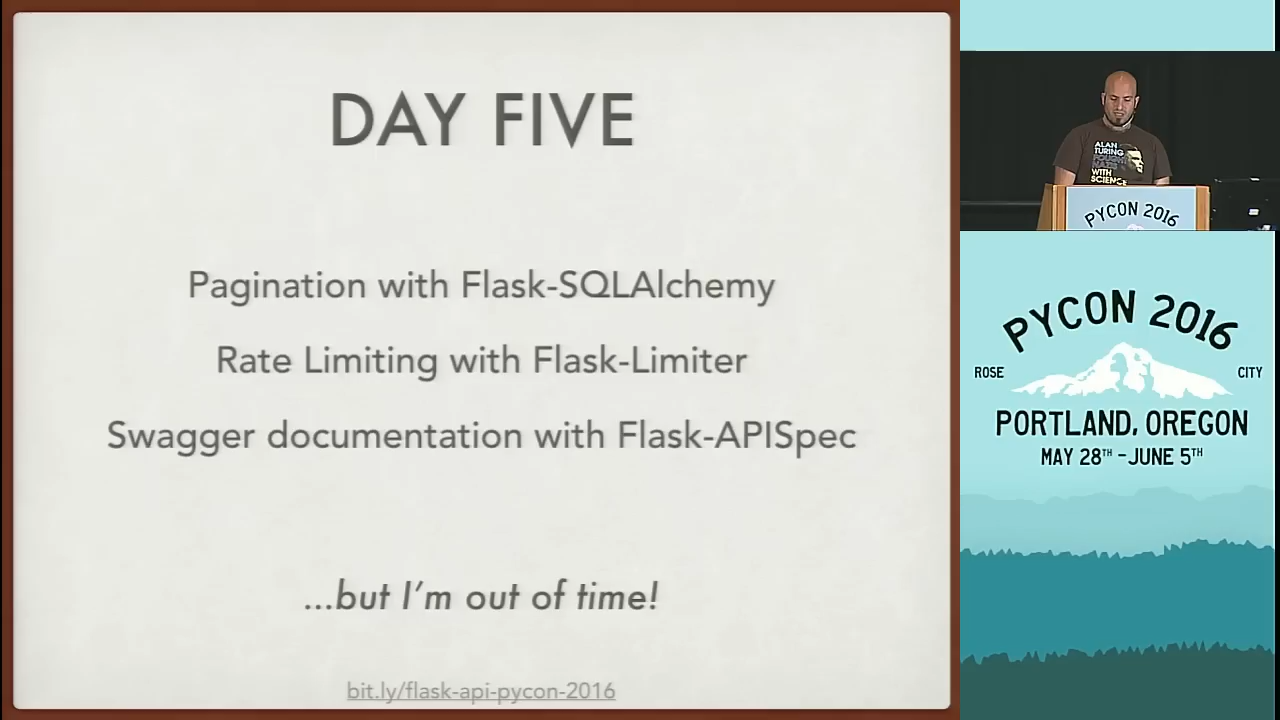 DAY FIVE
Pagination with Flask-SQLAlchemy
Rate Limiting with Flask-Limiter
Swagger documentation with Flask-APISpec
...but I'm out of time!
bit.ly/flask-api-pycon-2016
ALAN
TURING
FOUGHT
NAZIS
WITH
SCIENCE
PYCON 2016
PYCON 2016
ROSE CITY
PORTLAND, OREGON
MAY 28TH - JUNE 5TH